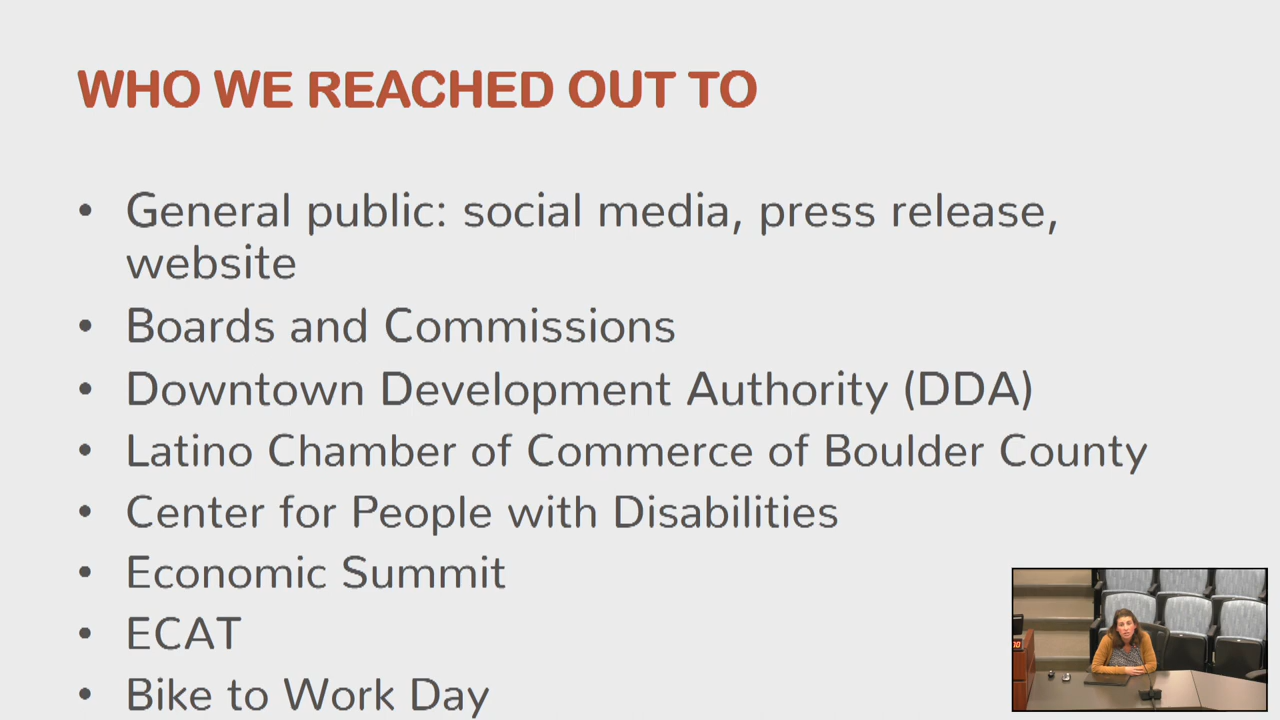 WHO WE REACHED OUT TO
• General public: social media, press release,
website
• Boards and Commissions
• Downtown Development Authority (DDA)
• Latino Chamber of Commerce of Boulder County
• Center for People with Disabilities
• Economic Summit
• ECAT
• Bike to Work Day